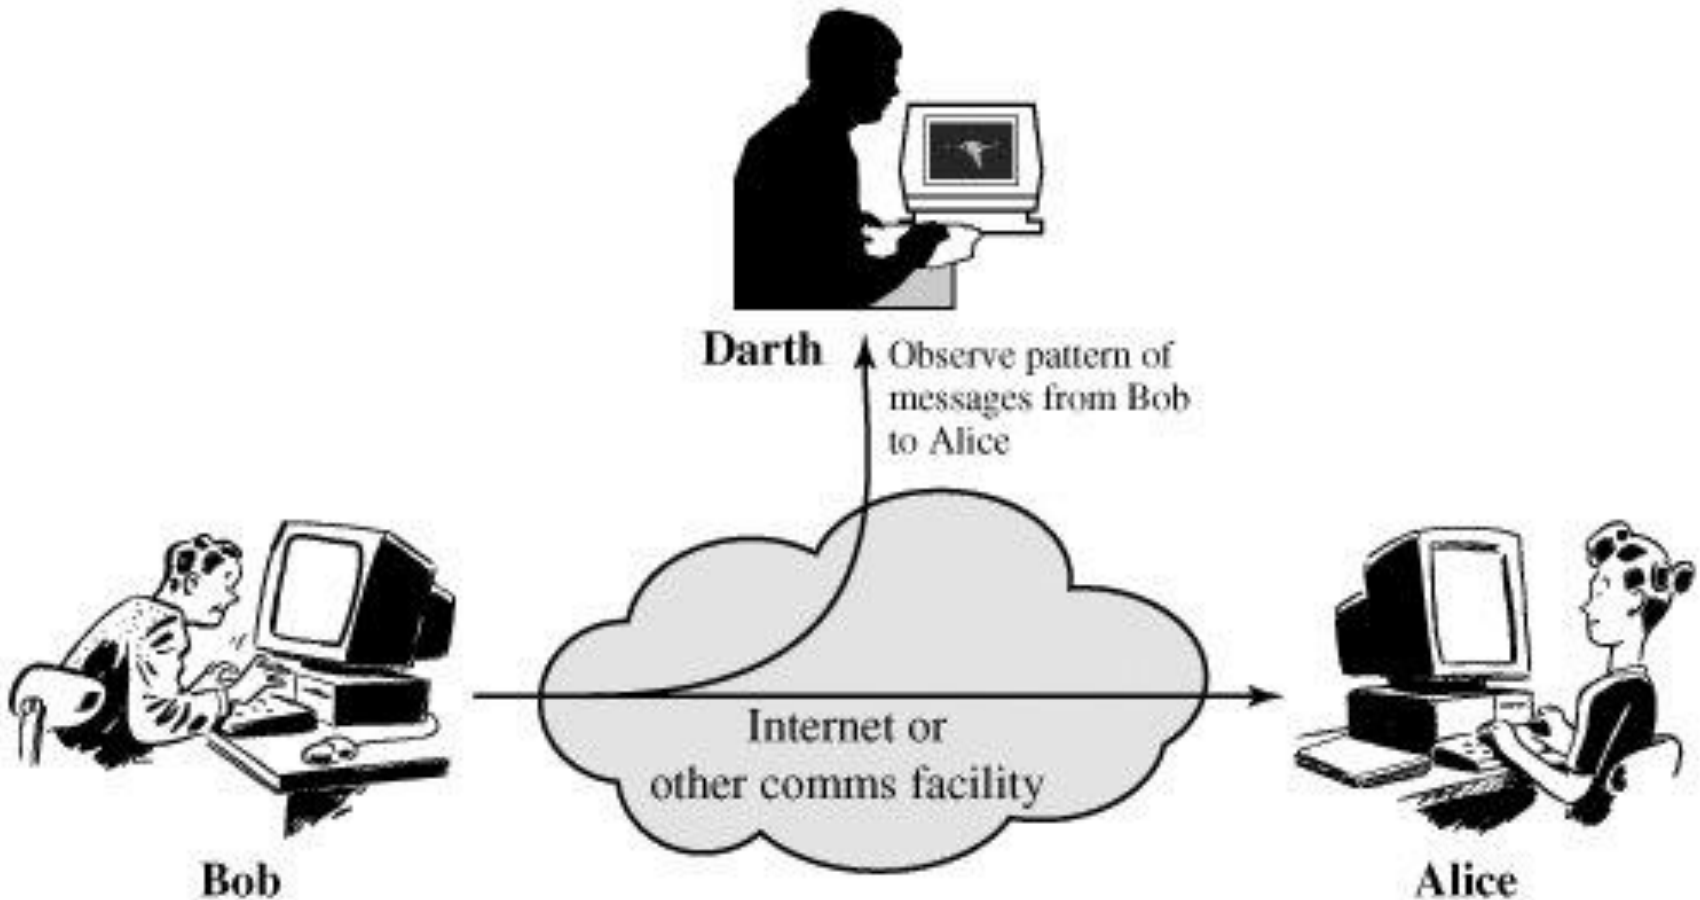 Darth
Observe pattern of
messages from Bob
to Alice
Internet or
other comms facility
Bob
Alice